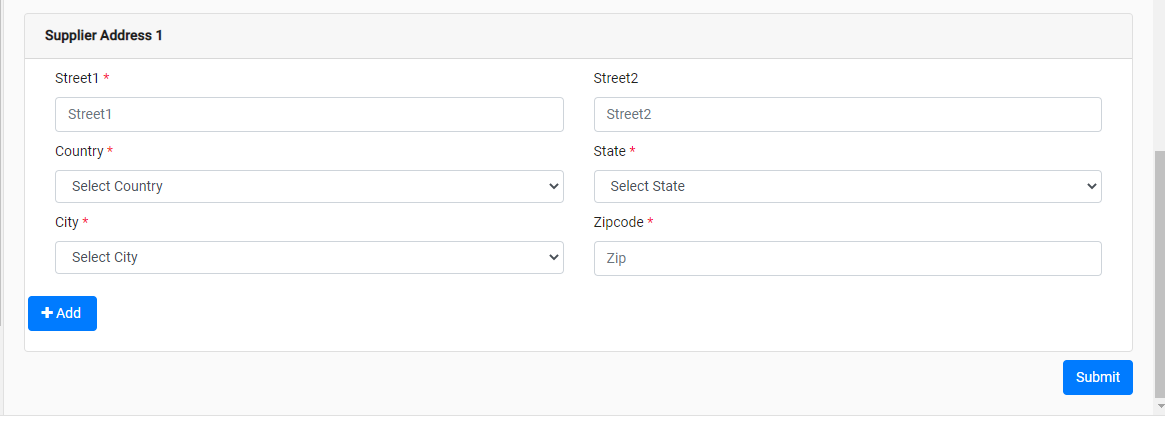 Supplier Address 1
Street1 *
Street2
Street1
Street2
Country *
State *
Select Country
Select State
City *
Zipcode *
Select City
Zip
Add
Submit